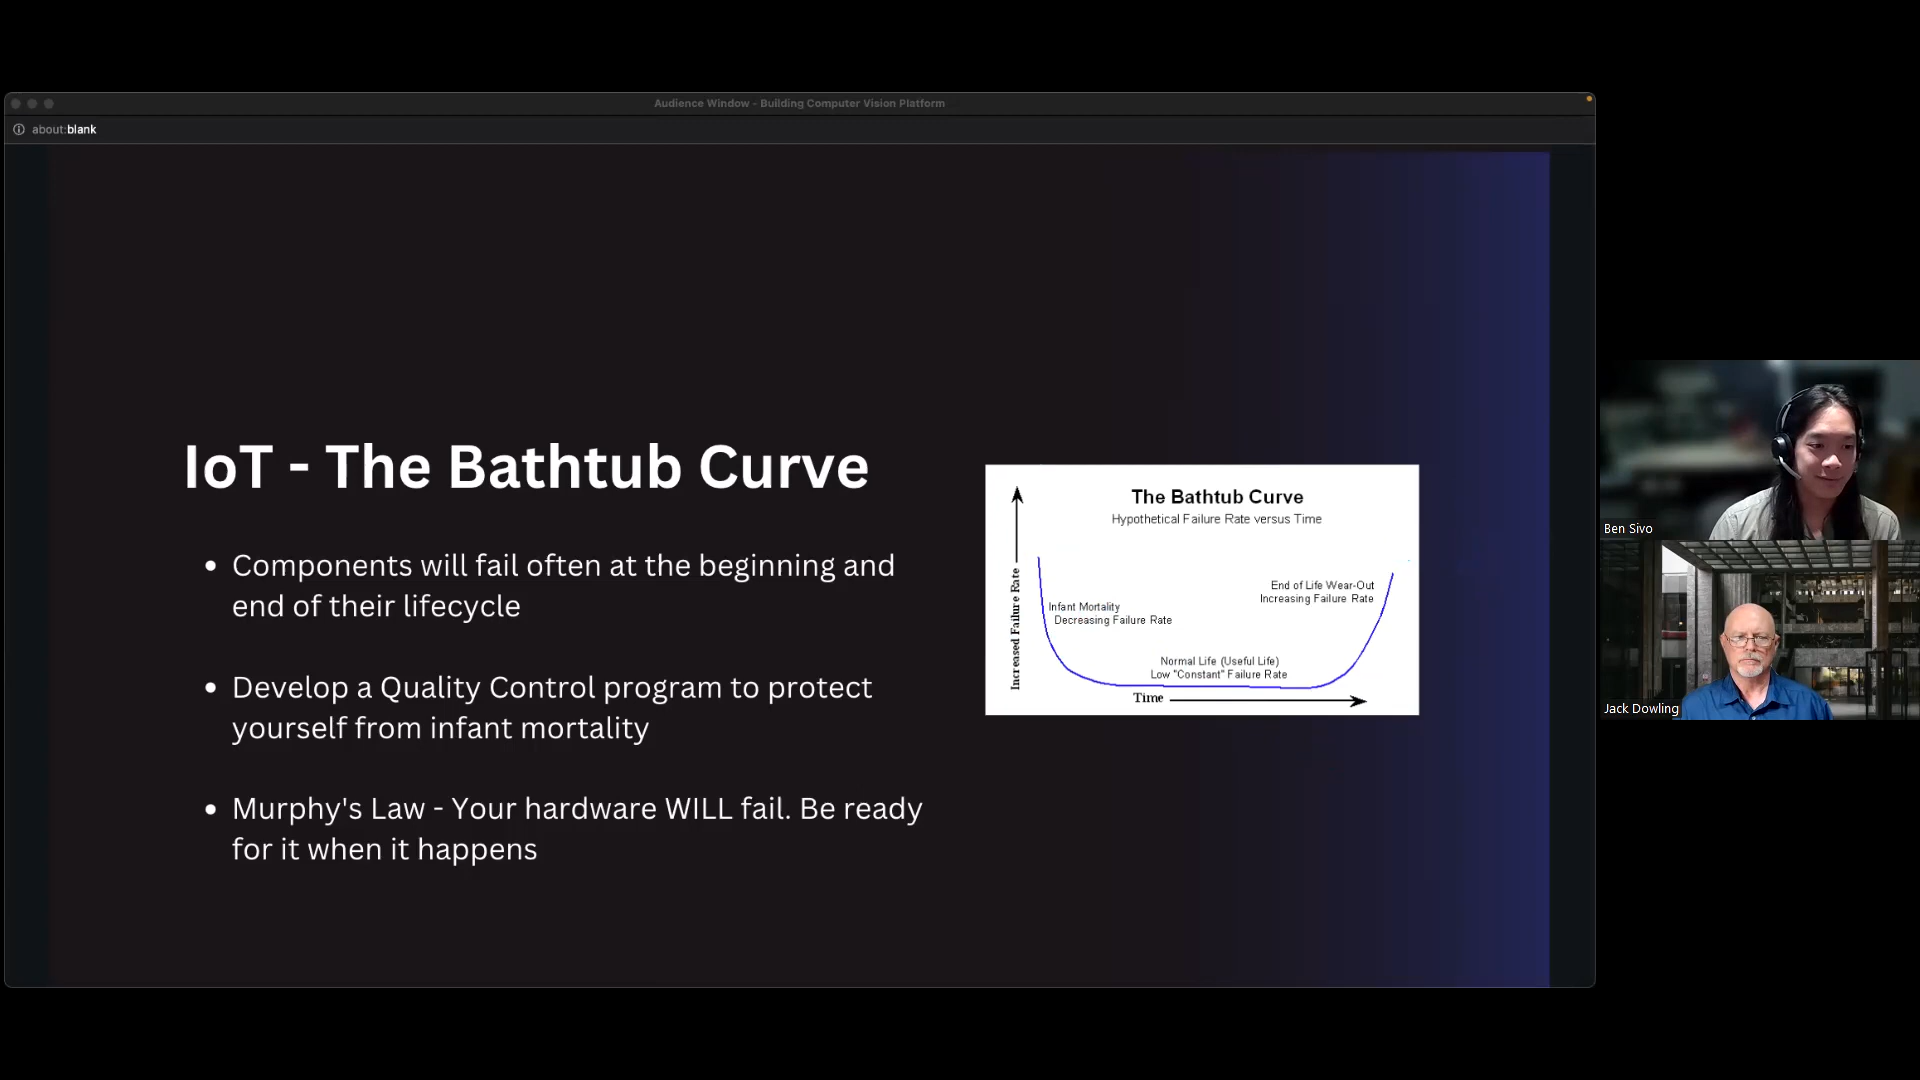 Audience Window - Building Computer Vision Platform
about:blank
IoT - The Bathtub Curve
Components will fail often at the beginning and
end of their lifecycle
Develop a Quality Control program to protect
yourself from infant mortality
Murphy's Law - Your hardware WILL fail. Be ready
for it when it happens
The Bathtub Curve
Hypothetical Failure Rate versus Time
Increased Failure Rate
Infant Mortality
Decreasing Failure Rate
End of Life Wear-Out
Increasing Failure Rate
Normal Life (Useful Life)
Low "Constant" Failure Rate
Time
Ben Sivo
Jack Dowling